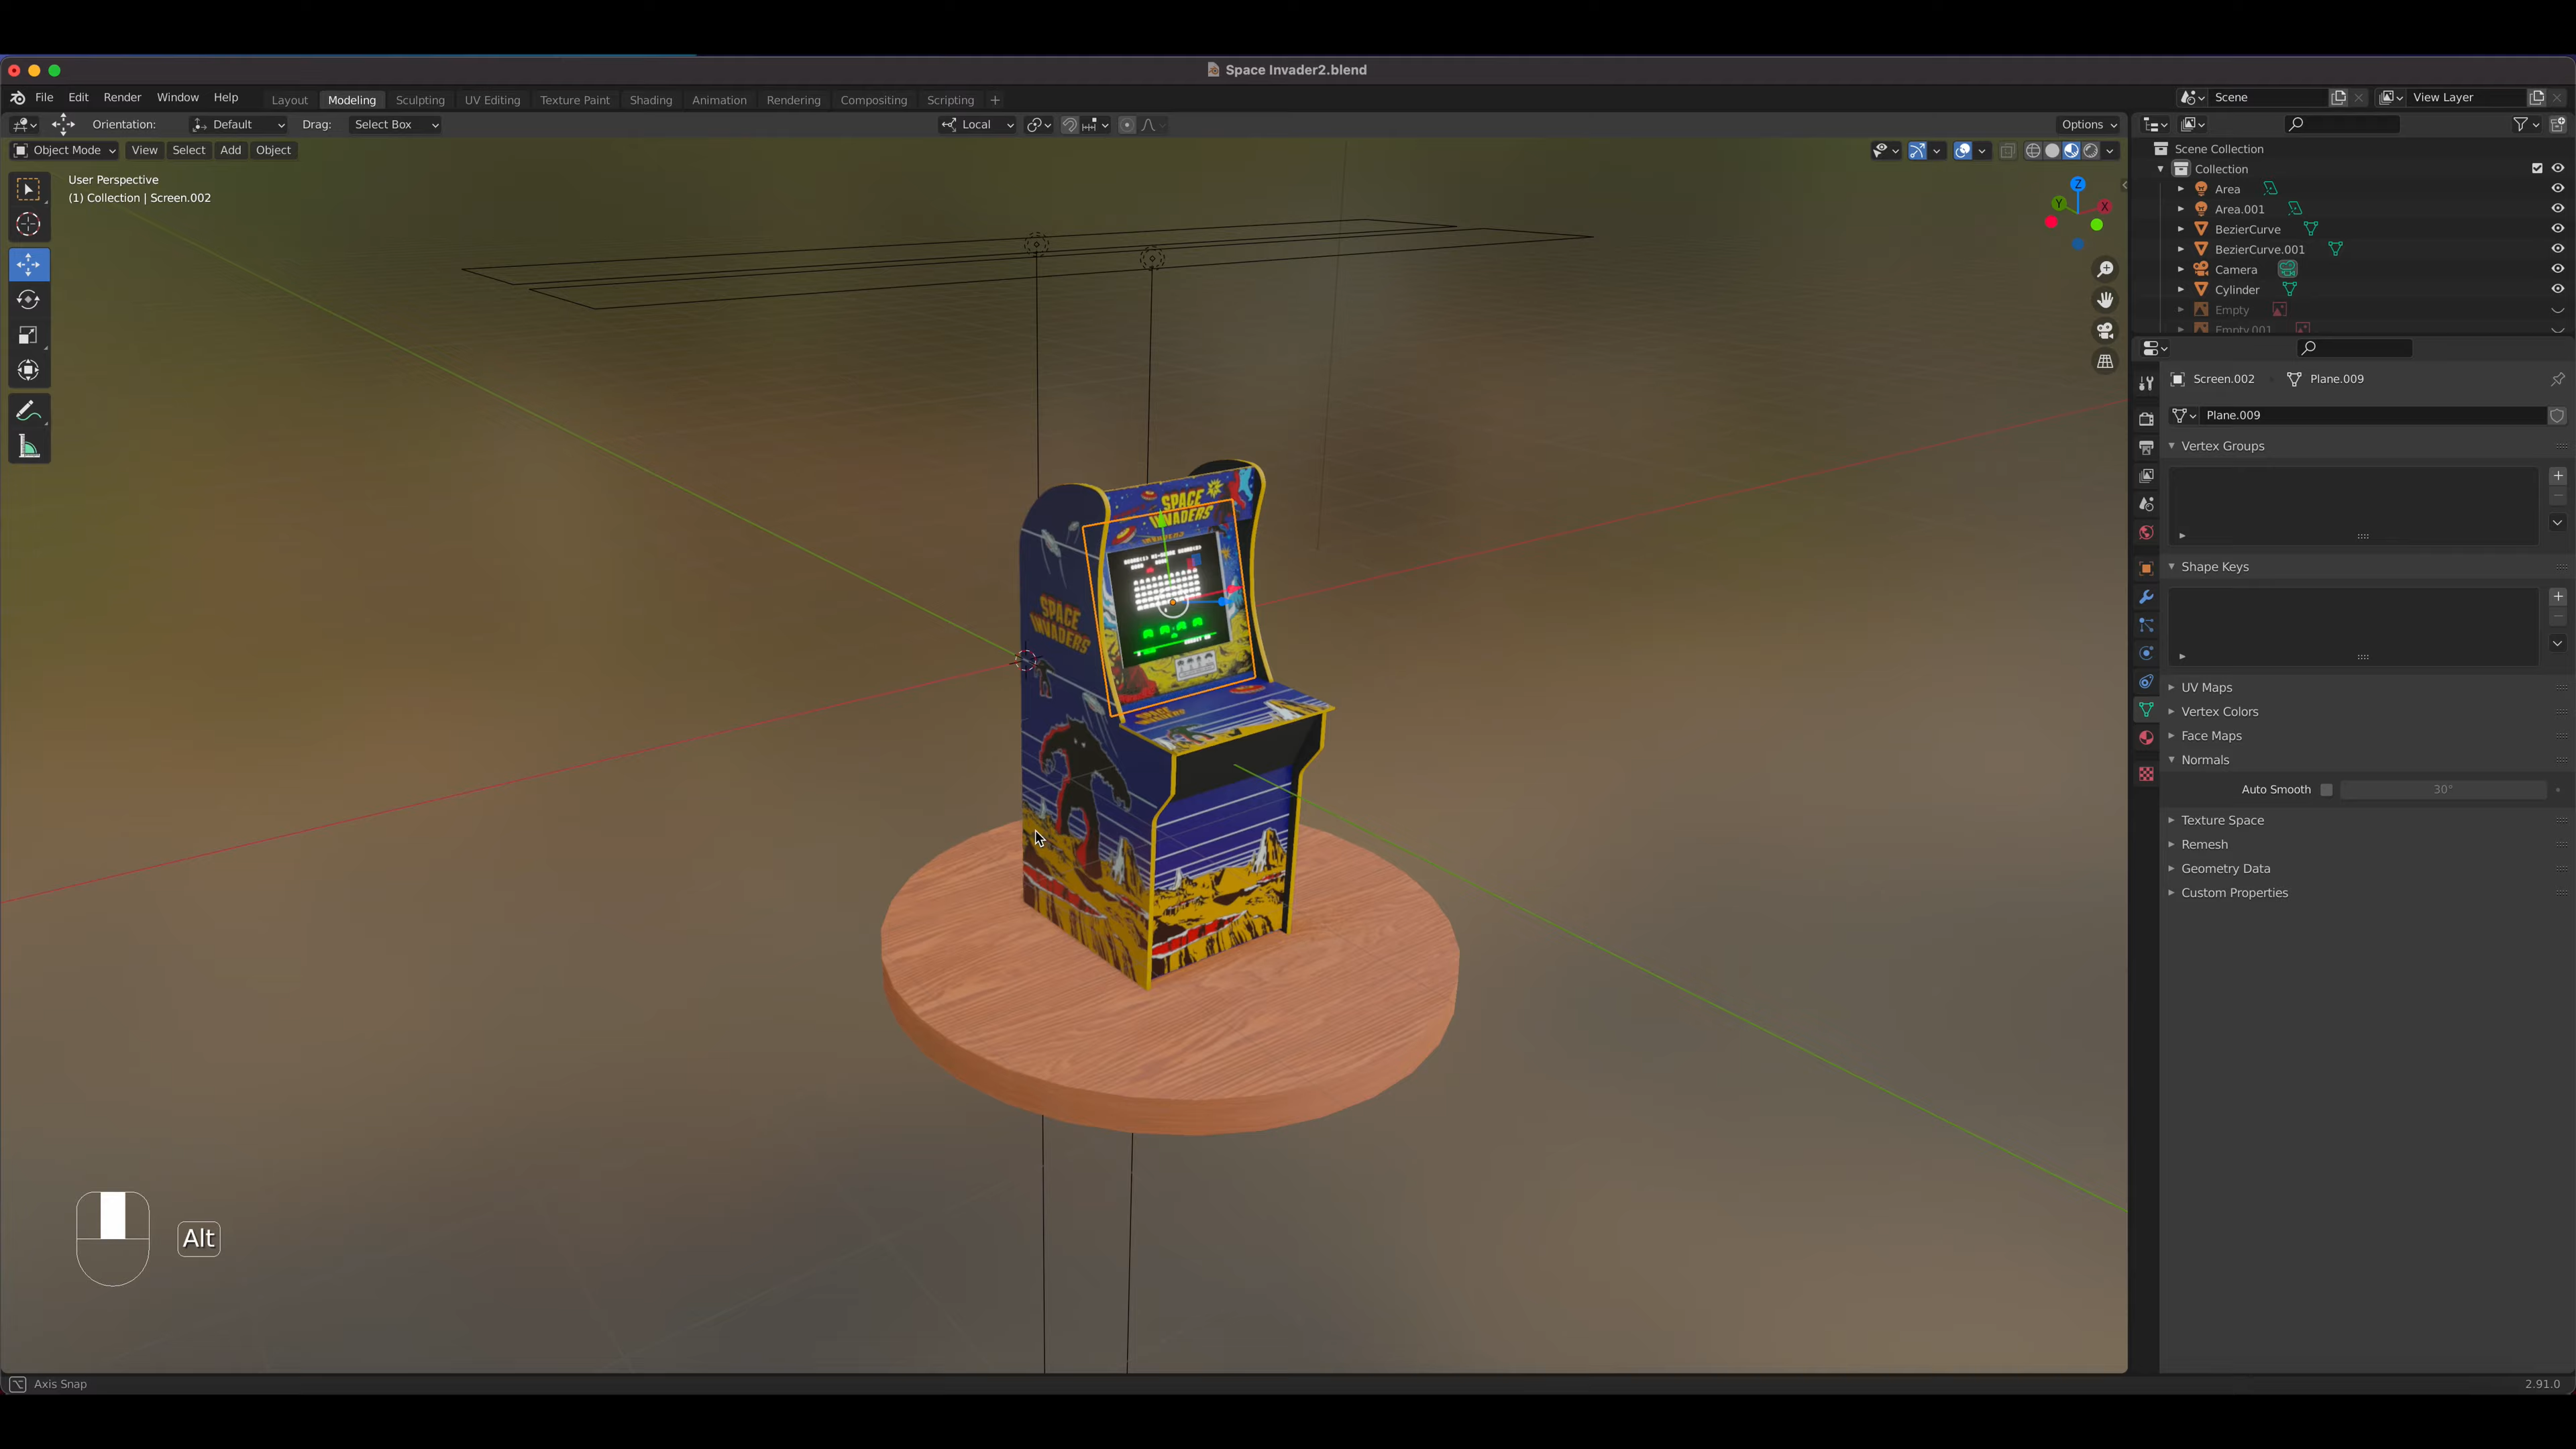 Space Invader2.blend
File Edit Render Window Help
Layout Modeling Sculpting UV Editing Texture Paint Shading Animation Rendering Compositing Scripting +
Scene
View Layer
Orientation: Default Drag: Select Box
Local
Options
Object Mode View Select Add Object
User Perspective
(1) Collection | Screen.002
Z
Y
X
Scene Collection
Collection
Area
Area.001
BezierCurve
BezierCurve.001
Camera
Cylinder
Empty
Empty.001
Screen.002
Plane.009
Plane.009
Vertex Groups
Shape Keys
UV Maps
Vertex Colors
Face Maps
Normals
Auto Smooth 30°
Texture Space
Remesh
Geometry Data
Custom Properties
SPACE
INVADERS
SPACE
INVADERS
SPACE
INVADERS
Alt
Axis Snap
2.91.0